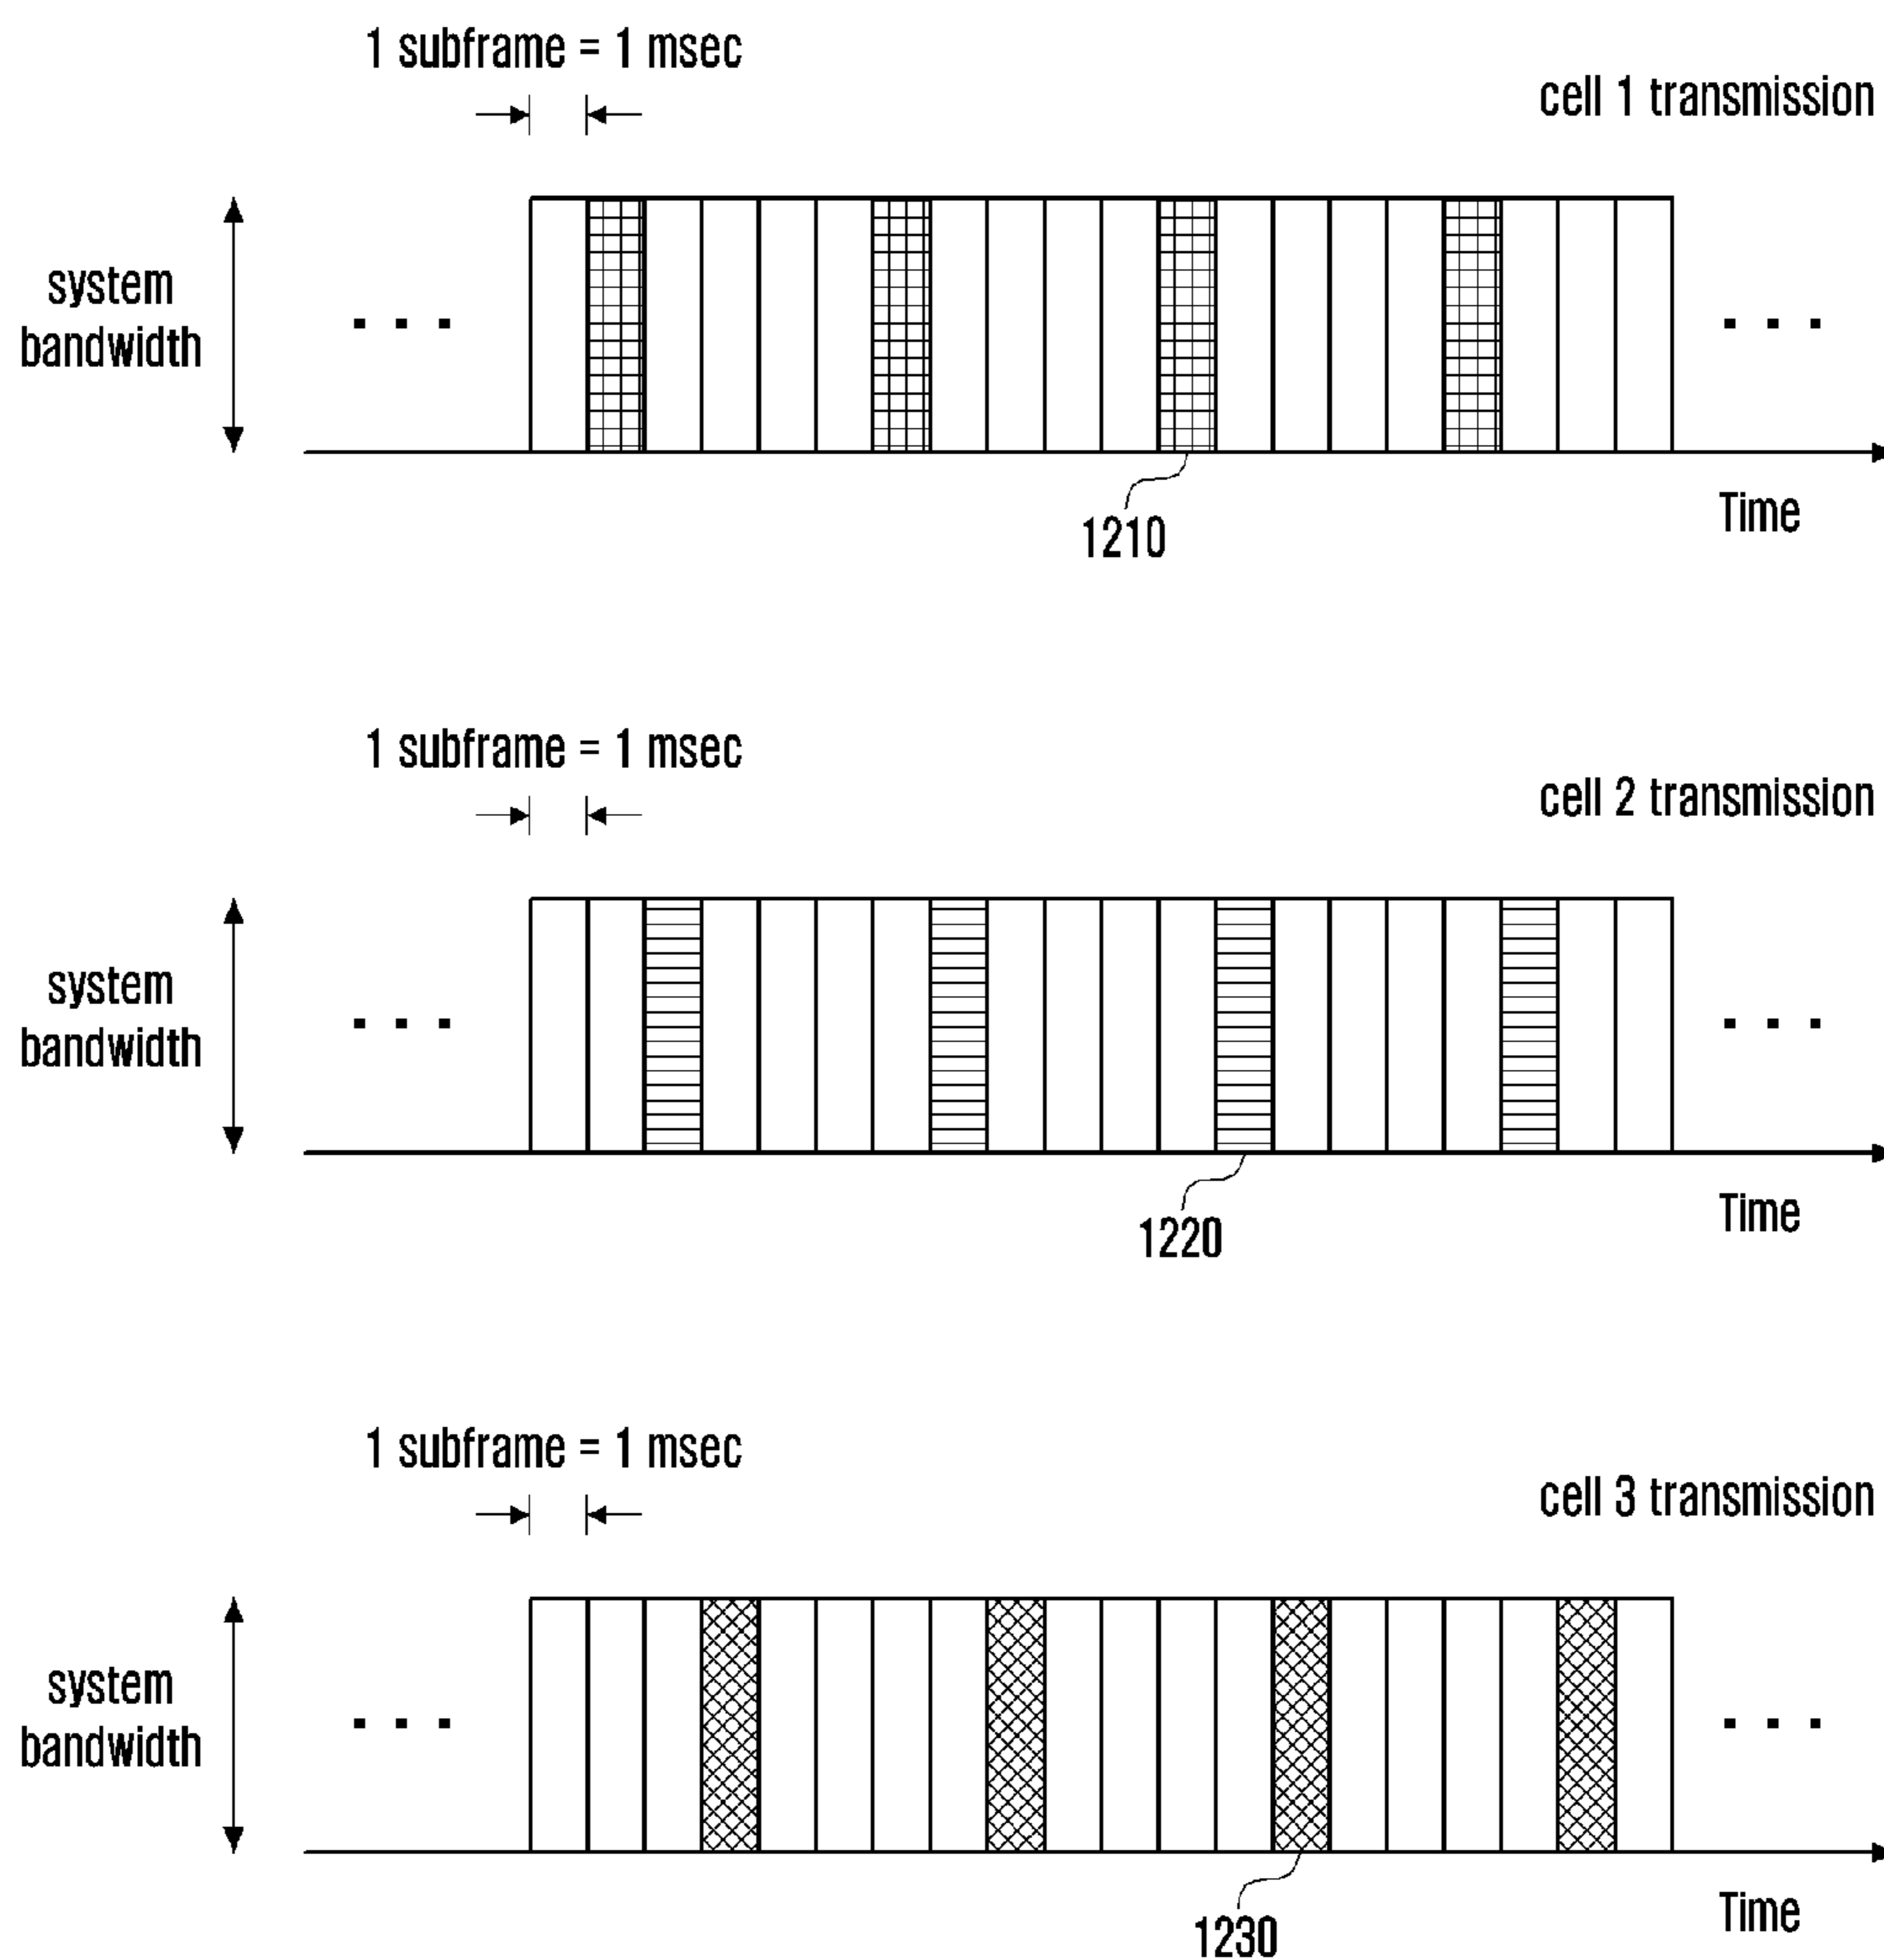 1 subframe = 1 msec
cell 1 transmission
system
bandwidth
. . .
. . .
1210
Time
1 subframe = 1 msec
cell 2 transmission
system
bandwidth
. . .
. . .
1220
Time
1 subframe = 1 msec
cell 3 transmission
system
bandwidth
. . .
. . .
1230
Time